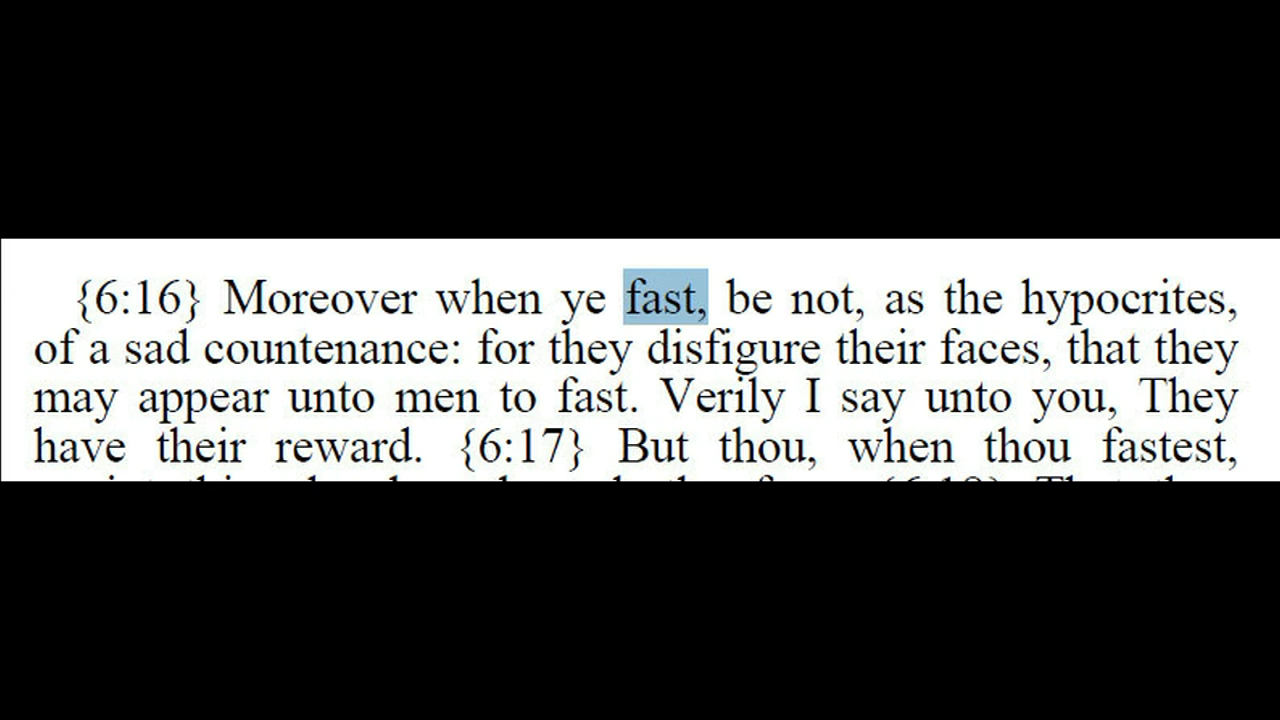 {6:16} Moreover when ye fast, be not, as the hypocrites,
of a sad countenance: for they disfigure their faces, that they
may appear unto men to fast. Verily I say unto you, They
have their reward. {6:17} But thou, when thou fastest,